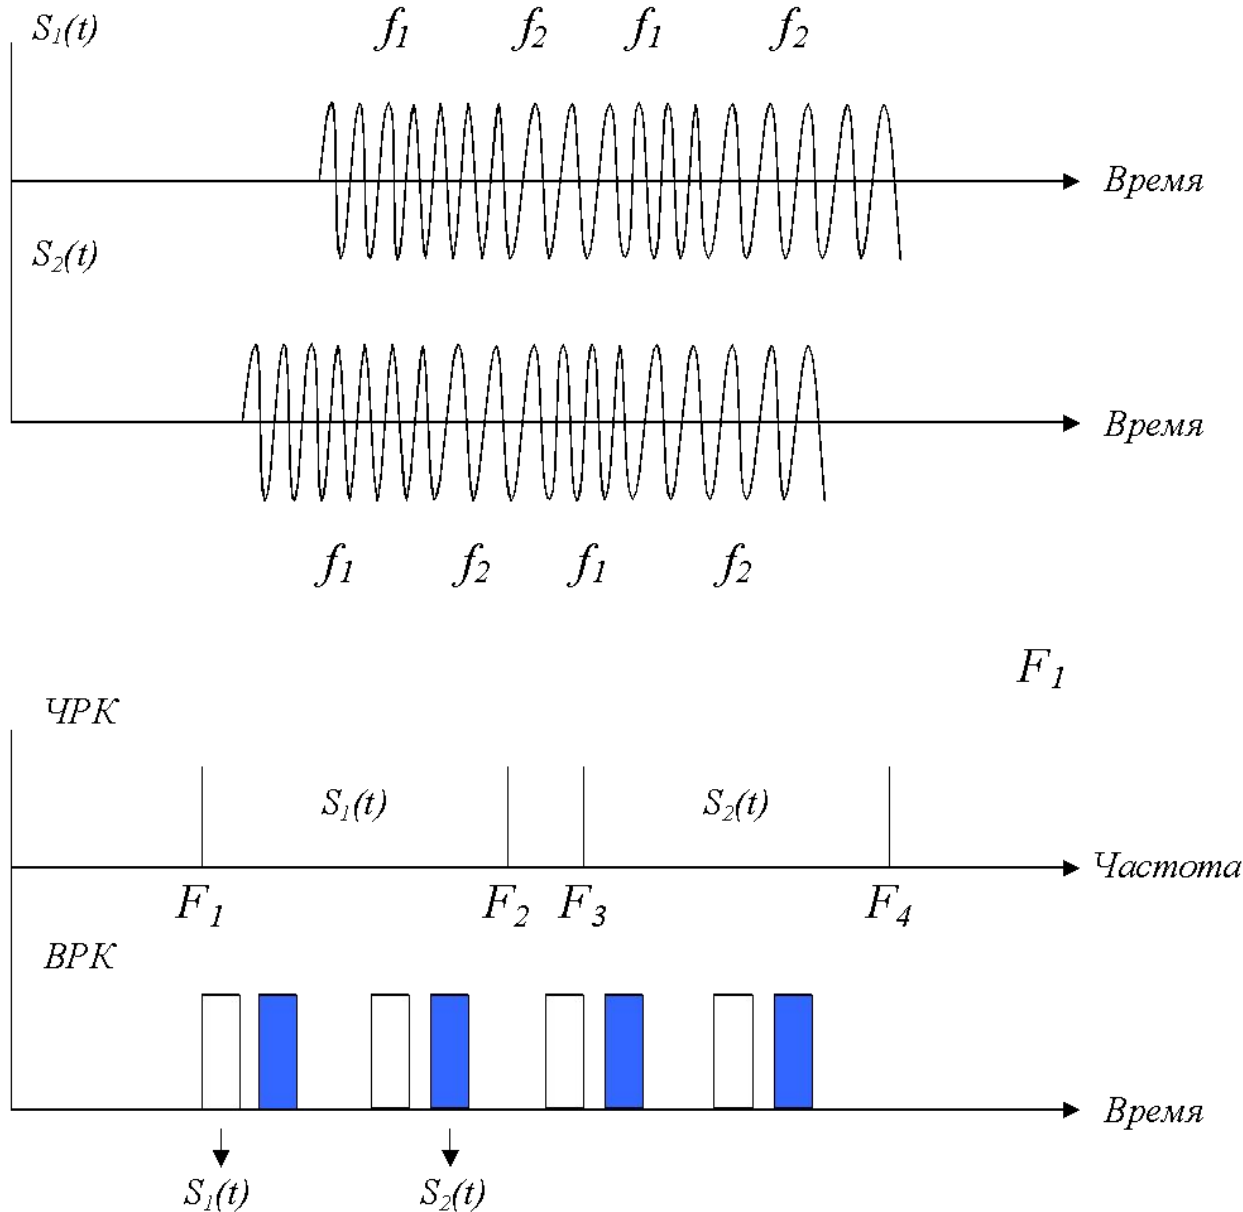 S₁(t) f₁ f₂ f₁ f₂
Время
S₂(t)
Время
f₁ f₂ f₁ f₂
F₁
ЧРК
S₁(t) S₂(t)
Частота
F₁ F₂ F₃ F₄
ВРК
Время
S₁(t) S₂(t)